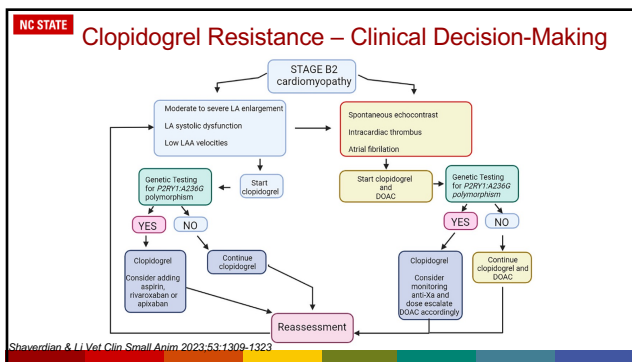 NC STATE
Clopidogrel Resistance – Clinical Decision-Making
STAGE B2
cardiomyopathy
Moderate to severe LA enlargement
LA systolic dysfunction
Low LAA velocities
Spontaneous echocontrast
Intracardiac thrombus
Atrial fibrilation
Genetic Testing
for P2RY1:A236G
polymorphism
Start
clopidogrel
Start clopidogrel
and
DOAC
Genetic Testing
for P2RY1:A236G
polymorphism
YES
NO
YES
NO
Clopidogrel
Consider adding
aspirin,
rivaroxaban or
apixaban
Continue
clopidogrel
Clopidogrel
Consider
monitoring
anti-Xa and
dose escalate
DOAC accordingly
Continue
clopidogrel and
DOAC
Reassessment
Shaverdian & Li Vet Clin Small Anim 2023:53:1309-1323